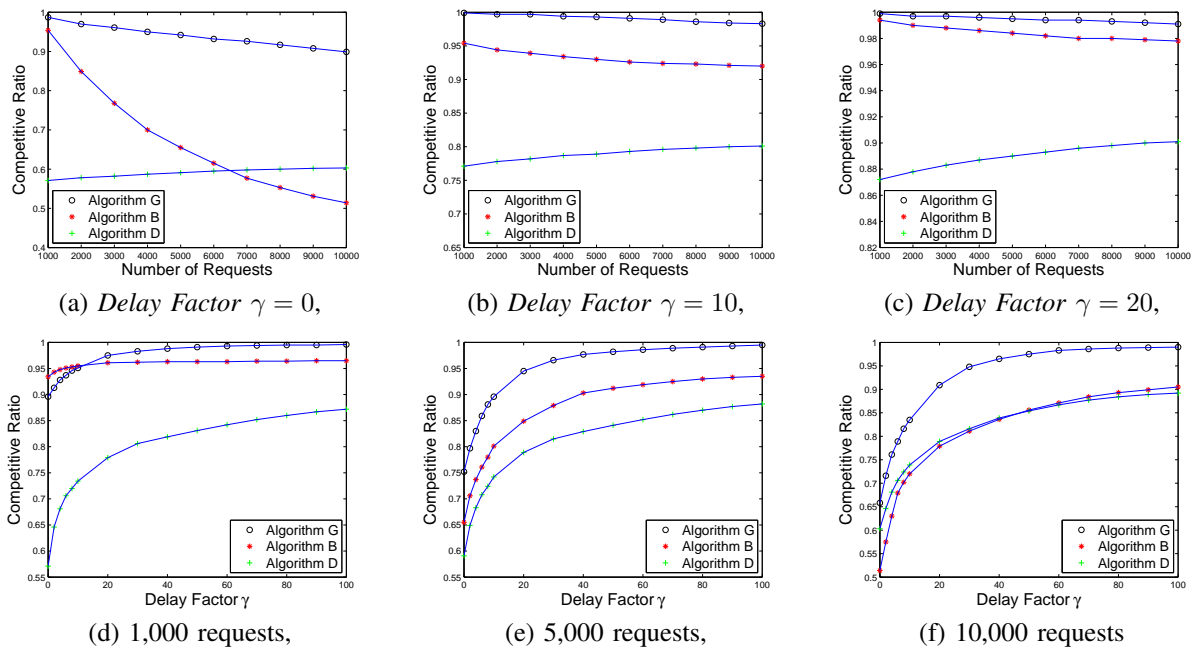 Competitive Ratio
1
0.9
0.8
0.7
0.6
0.5
0.4
1000 2000 3000 4000 5000 6000 7000 8000 9000 10000
Number of Requests
Algorithm G
Algorithm B
Algorithm D
(a) Delay Factor γ = 0,
Competitive Ratio
1
0.95
0.9
0.85
0.8
0.75
0.7
0.65
1000 2000 3000 4000 5000 6000 7000 8000 9000 10000
Number of Requests
Algorithm G
Algorithm B
Algorithm D
(b) Delay Factor γ = 10,
Competitive Ratio
1
0.98
0.96
0.94
0.92
0.9
0.88
0.86
0.84
0.82
1000 2000 3000 4000 5000 6000 7000 8000 9000 10000
Number of Requests
Algorithm G
Algorithm B
Algorithm D
(c) Delay Factor γ = 20,
Competitive Ratio
1
0.95
0.9
0.85
0.8
0.75
0.7
0.65
0.6
0.55
0 20 40 60 80 100
Delay Factor γ
Algorithm G
Algorithm B
Algorithm D
(d) 1,000 requests,
Competitive Ratio
1
0.95
0.9
0.85
0.8
0.75
0.7
0.65
0.6
0.55
0 20 40 60 80 100
Delay Factor γ
Algorithm G
Algorithm B
Algorithm D
(e) 5,000 requests,
Competitive Ratio
1
0.95
0.9
0.85
0.8
0.75
0.7
0.65
0.6
0.55
0.5
0 20 40 60 80 100
Delay Factor γ
Algorithm G
Algorithm B
Algorithm D
(f) 10,000 requests